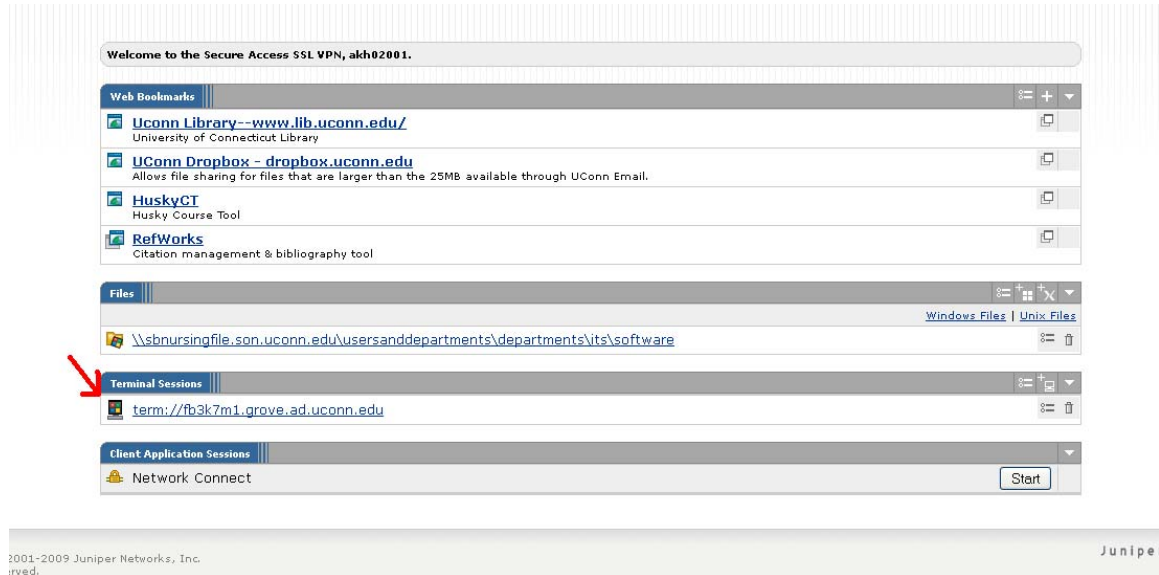 Welcome to the Secure Access SSL VPN, akh02001.
Web Bookmarks
Uconn Library--www.lib.uconn.edu/
University of Connecticut Library
UConn Dropbox - dropbox.uconn.edu
Allows file sharing for files that are larger than the 25MB available through UConn Email.
HuskyCT
Husky Course Tool
RefWorks
Citation management & bibliography tool
Files
Windows Files | Unix Files
\\sbnursingfile.son.uconn.edu\usersanddepartments\departments\its\software
Terminal Sessions
term://fb3k7m1.grove.ad.uconn.edu
Client Application Sessions
Network Connect
Start
2001-2009 Juniper Networks, Inc.
erved.
Junipe